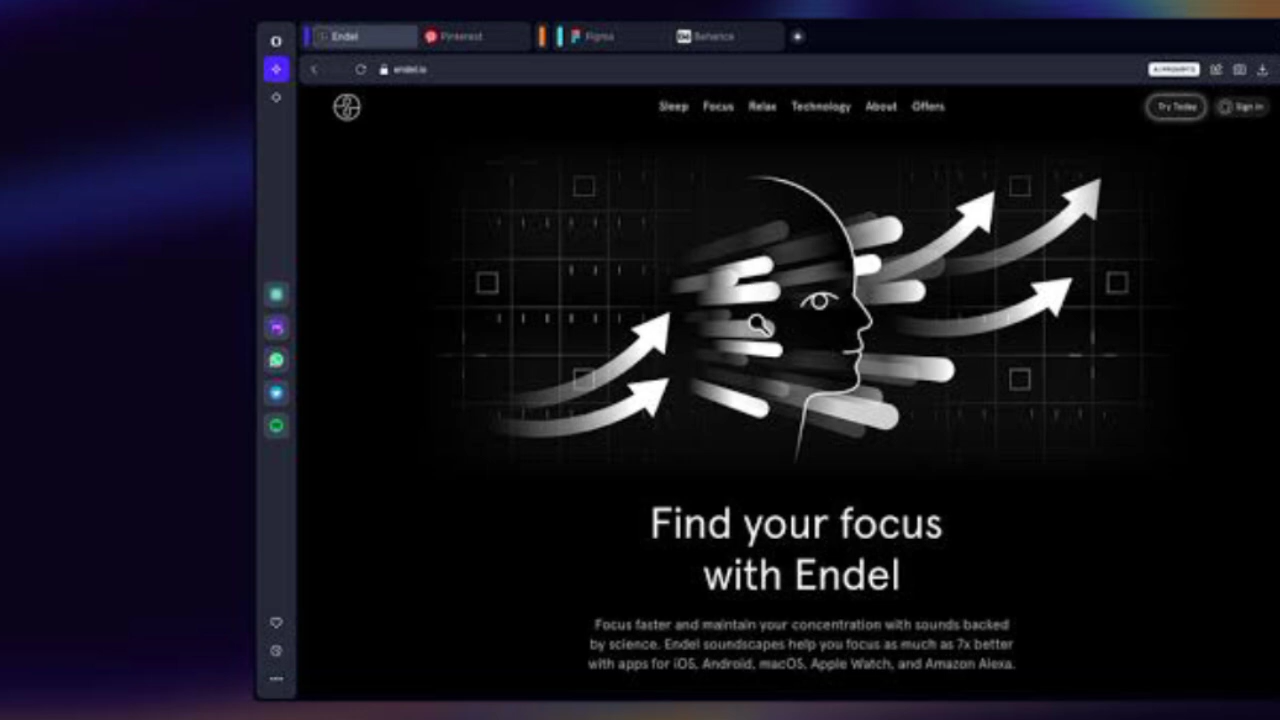 Endel
Pinterest
Figma
Behance
endel.io
AI PROMPTS
Sleep Focus Relax Technology About Offers
Try Today
Sign In
Find your focus
with Endel
Focus faster and maintain your concentration with sounds backed
by science. Endel soundscapes help you focus as much as 7x better
with apps for iOS, Android, macOS, Apple Watch, and Amazon Alexa.